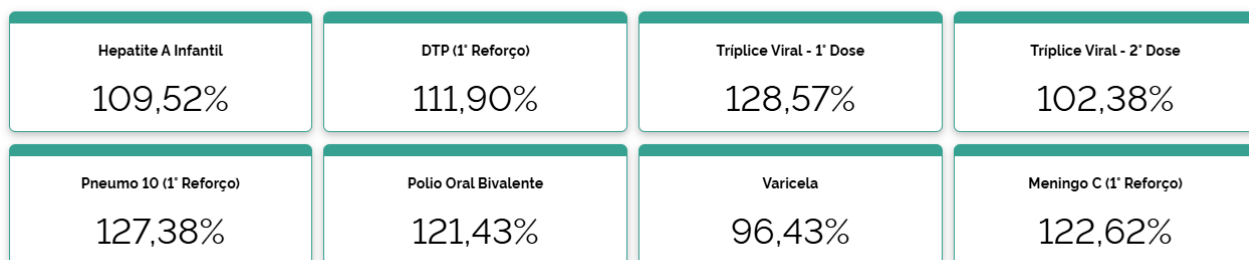 Hepatite A Infantil
109,52%
DTP (1° Reforço)
111,90%
Tríplice Viral - 1° Dose
128,57%
Tríplice Viral - 2° Dose
102,38%
Pneumo 10 (1° Reforço)
127,38%
Polio Oral Bivalente
121,43%
Varicela
96,43%
Meningo C (1° Reforço)
122,62%